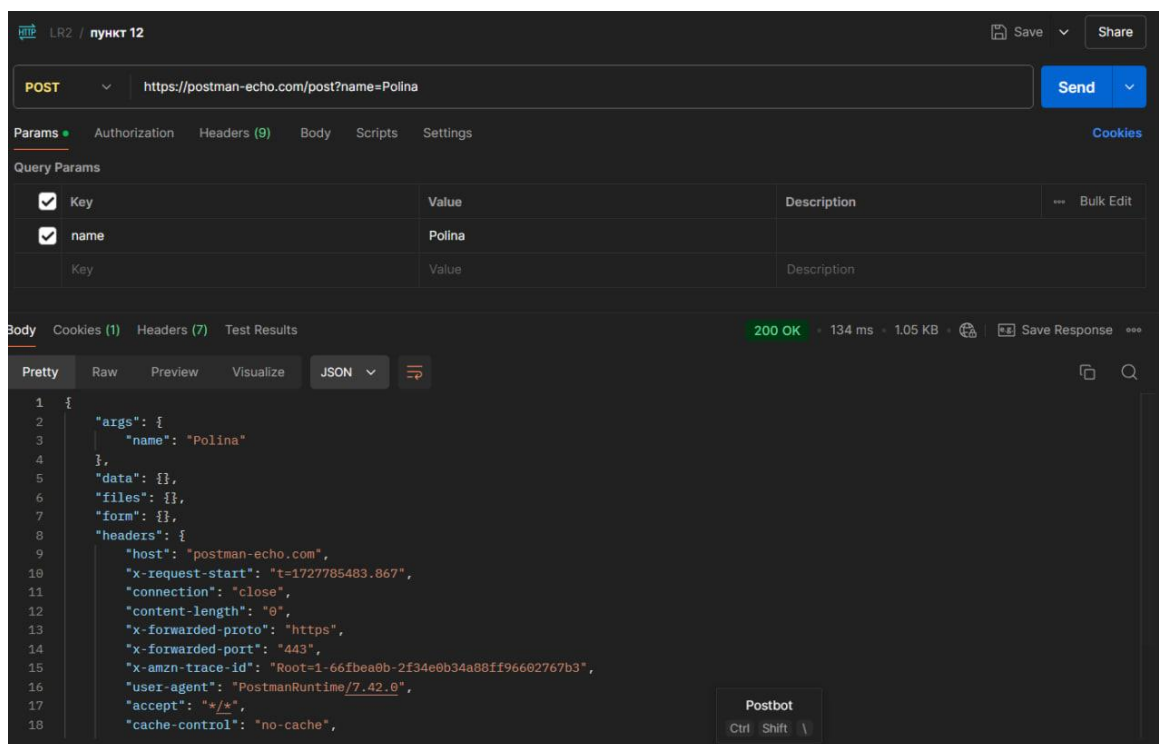 HTTP LR2 / пункт 12 Save Share
POST https://postman-echo.com/post?name=Polina Send
Params Authorization Headers (9) Body Scripts Settings Cookies
Query Params
Key Value Description Bulk Edit
name Polina
Key Value Description
Body Cookies (1) Headers (7) Test Results 200 OK 134 ms 1.05 KB e.g. Save Response
Pretty Raw Preview Visualize JSON
1 {
2 "args": {
3 "name": "Polina"
4 },
5 "data": {},
6 "files": {},
7 "form": {},
8 "headers": {
9 "host": "postman-echo.com",
10 "x-request-start": "t=1727785483.867",
11 "connection": "close",
12 "content-length": "0",
13 "x-forwarded-proto": "https",
14 "x-forwarded-port": "443",
15 "x-amzn-trace-id": "Root=1-66fbea0b-2f34e0b34a88ff96602767b3",
16 "user-agent": "PostmanRuntime/7.42.0",
17 "accept": "*/*",
18 "cache-control": "no-cache",
Postbot
Ctrl Shift \